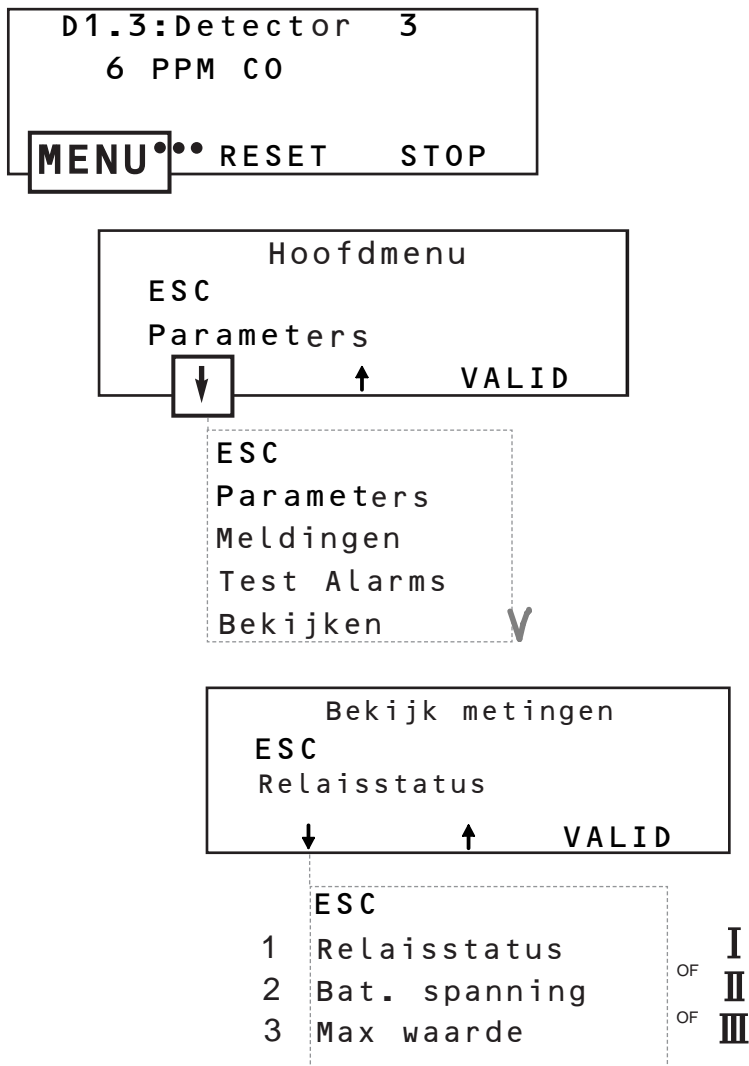 D1.3:Detector 3
6 PPM CO
MENU••• RESET STOP
Hoofdmenu
ESC
Parameters
↓ ↑ VALID
ESC
Parameters
Meldingen
Test Alarms
Bekijken V
Bekijk metingen
ESC
Relaisstatus
↓ ↑ VALID
ESC
1 Relaisstatus I
OF
2 Bat. spanning II
OF
3 Max waarde III